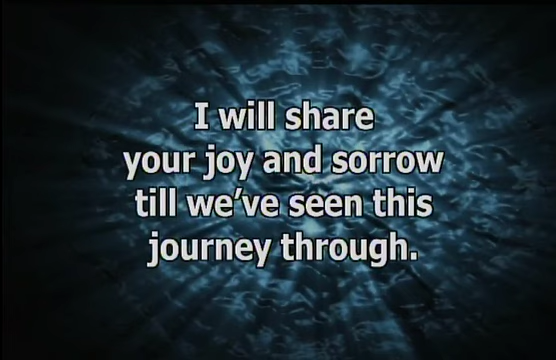 I will share
your joy and sorrow
till we've seen this
journey through.